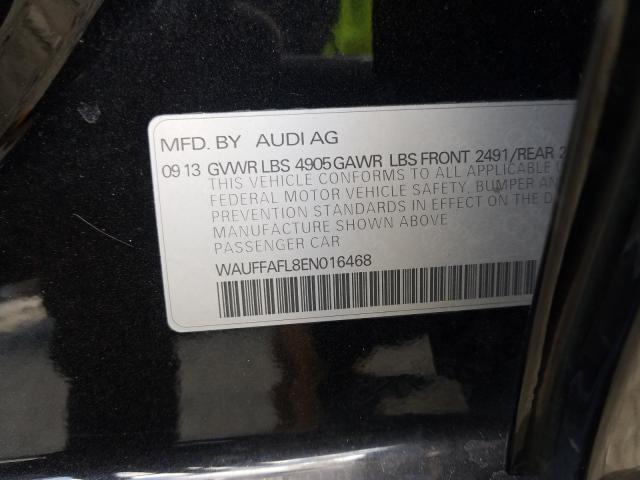 MFD. BY AUDI AG
09 13 GVWR LBS 4905 GAWR LBS FRONT 2491/REAR
THIS VEHICLE CONFORMS TO ALL APPLICABLE
FEDERAL MOTOR VEHICLE SAFETY, BUMPER AN
PREVENTION STANDARDS IN EFFECT ON THE D
MANUFACTURE SHOWN ABOVE
PASSENGER CAR
WAUFFAFL8EN016468